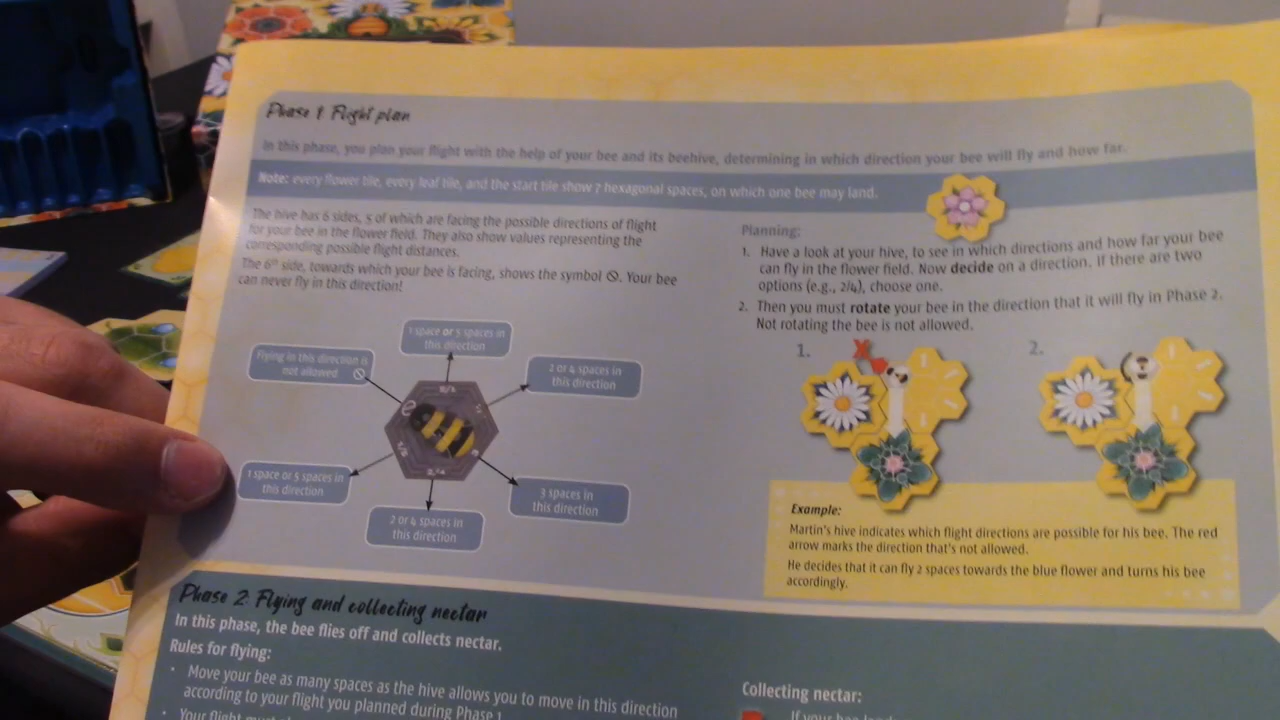 Phase 1: Flight plan
In this phase, you plan your flight with the help of your bee and its beehive, determining in which direction your bee will fly and how far.
Note: every flower tile, every leaf tile, and the start tile show 7 hexagonal spaces, on which one bee may land.
The hive has 6 sides, 5 of which are facing the possible directions of flight
for your bee in the flower field. They also show values representing the
corresponding possible flight distances.
The 6th side, towards which your bee is facing, shows the symbol 🛇. Your bee
can never fly in this direction!
1 space or 5 spaces in
this direction
Flying in this direction is
not allowed 🛇
2 or 4 spaces in
this direction
1 space or 5 spaces in
this direction
3 spaces in
this direction
2 or 4 spaces in
this direction
Planning:
1. Have a look at your hive, to see in which directions and how far your bee
can fly in the flower field. Now decide on a direction. If there are two
options (e.g., 2/4), choose one.
2. Then you must rotate your bee in the direction that it will fly in Phase 2.
Not rotating the bee is not allowed.
1.
2.
Example:
Martin's hive indicates which flight directions are possible for his bee. The red
arrow marks the direction that's not allowed.
He decides that it can fly 2 spaces towards the blue flower and turns his bee
accordingly.
Phase 2: Flying and collecting nectar
In this phase, the bee flies off and collects nectar.
Rules for flying:
• Move your bee as many spaces as the hive allows you to move in this direction
according to your flight you planned during Phase 1.
• Your flight must
Collecting nectar:
If your bee